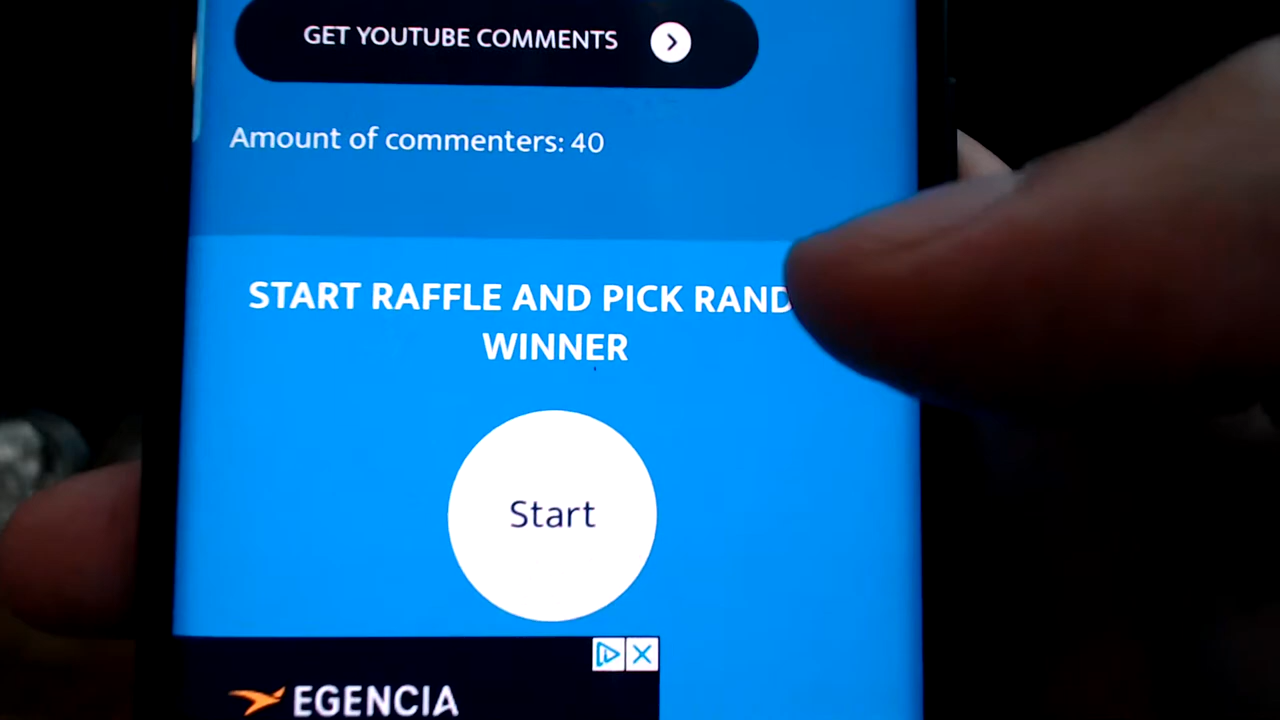 GET YOUTUBE COMMENTS
Amount of commenters: 40
START RAFFLE AND PICK RAND
WINNER
Start
EGENCIA